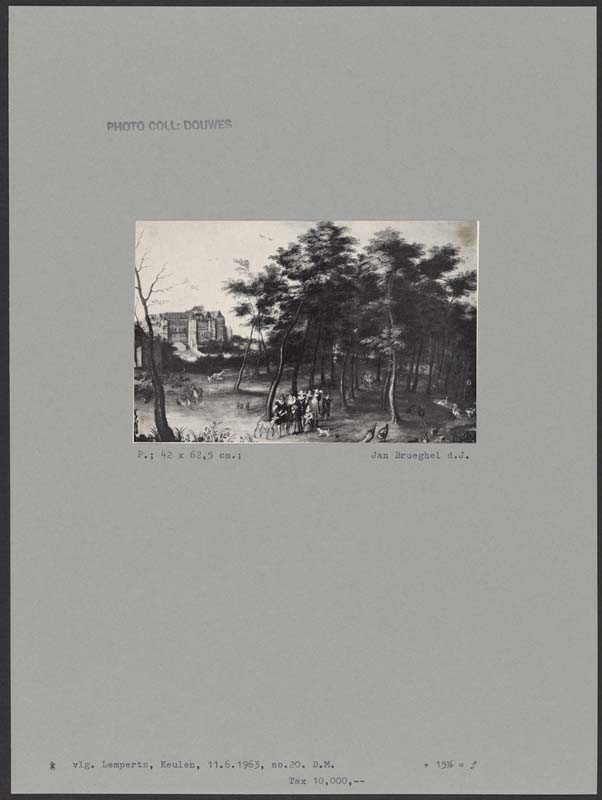 PHOTO COLL: DOUWES
P.; 42 x 62,5 cm.; Jan Brueghel d.J.
vlg. Lempertz, Keulen, 11.6.1963, no.20. D.M. + 15% =
Tax 10,000,--